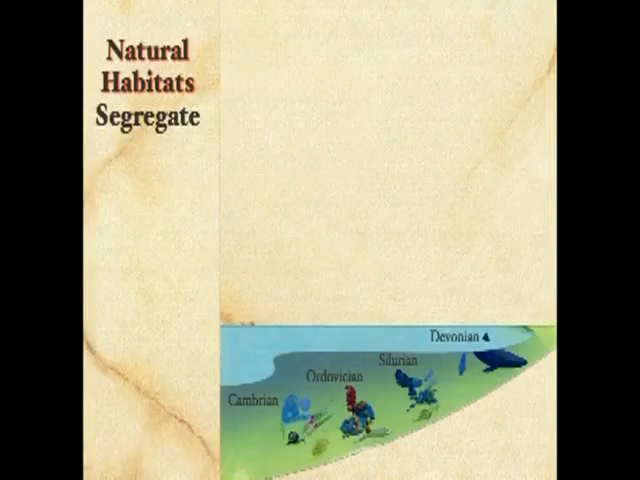 Natural
Habitats
Segregate
Devonian
Silurian
Ordovician
Cambrian